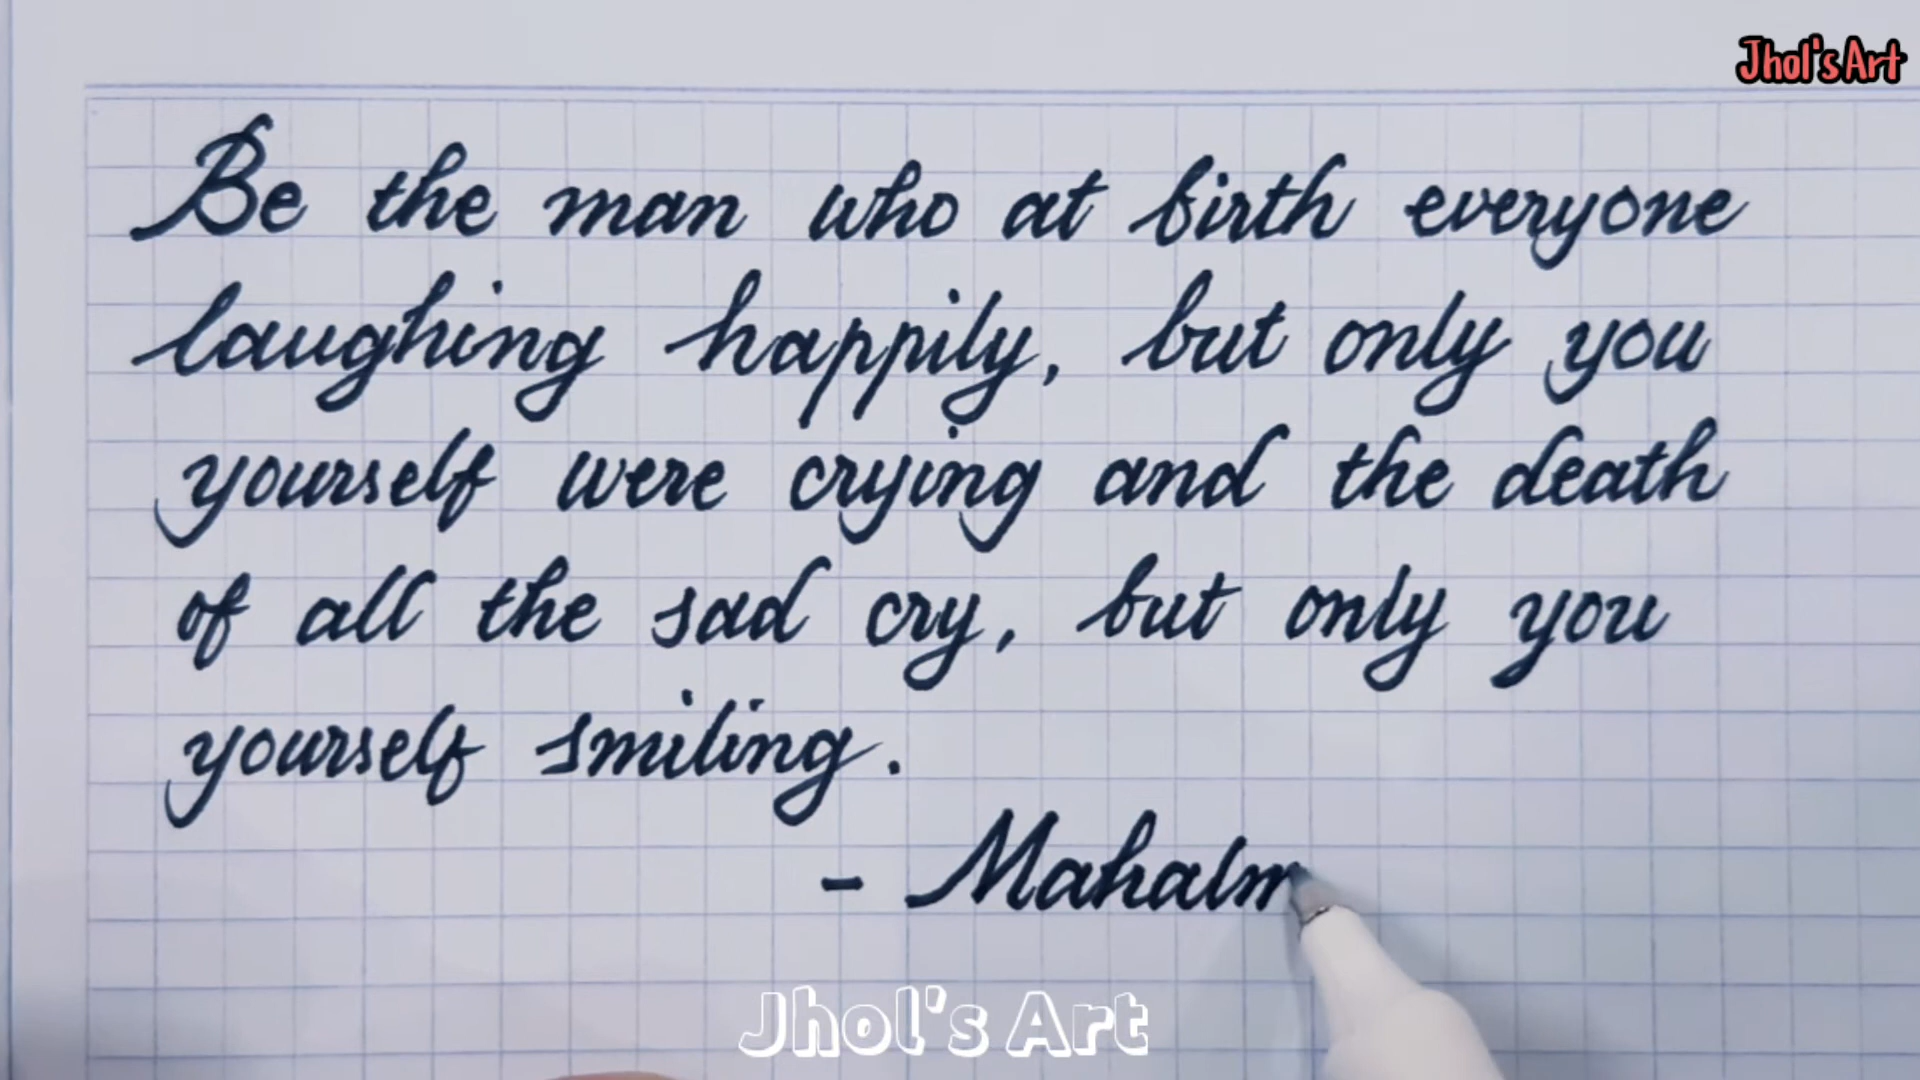 Jhol's Art
Be the man who at birth everyone
laughing happily, but only you
yourself were crying and the death
of all the sad cry, but only you
yourself smiling.
- Mahalm
Jhol's Art